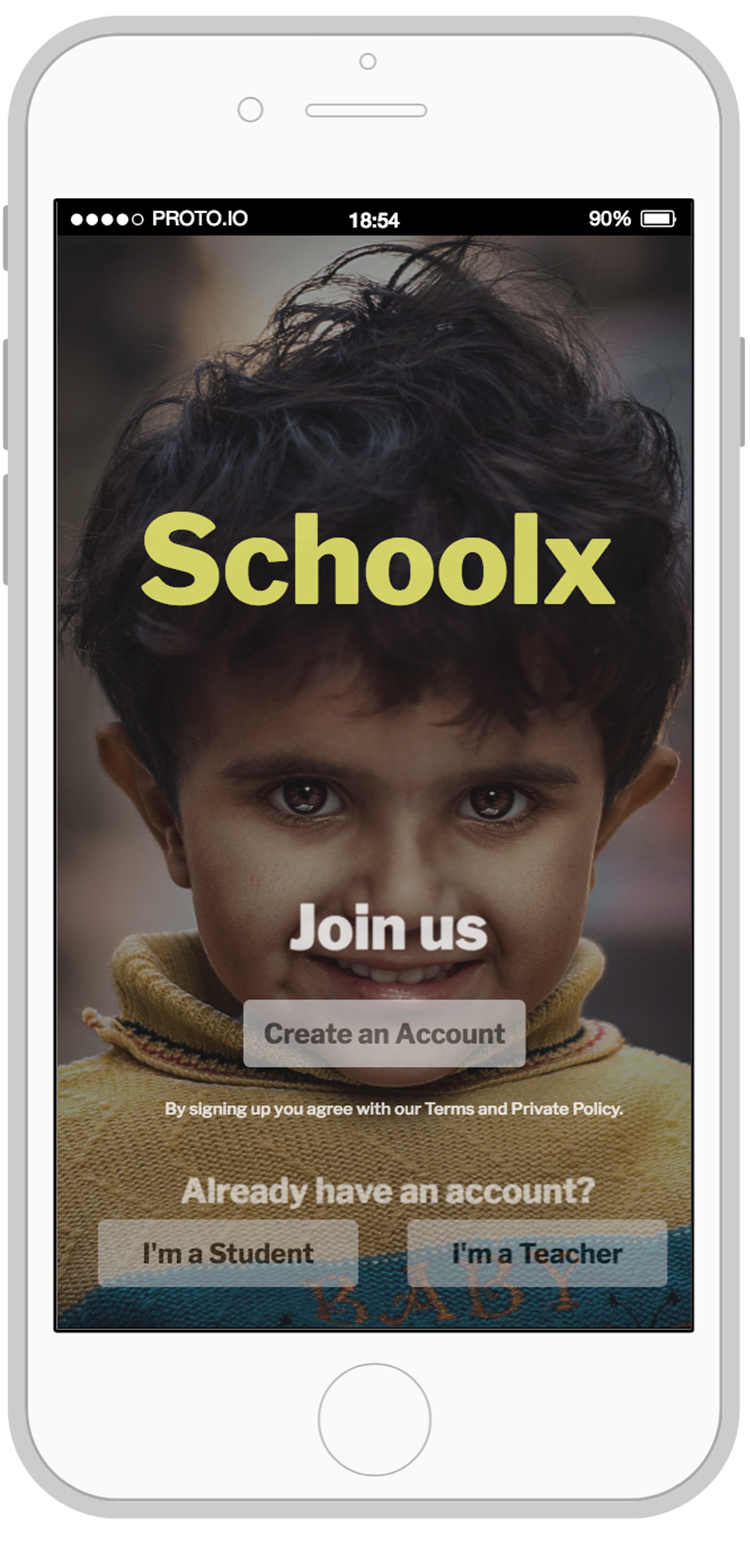 PROTO.IO 18:54 90%
Schoolx
Join us
Create an Account
By signing up you agree with our Terms and Private Policy.
Already have an account?
I'm a Student I'm a Teacher
BABY